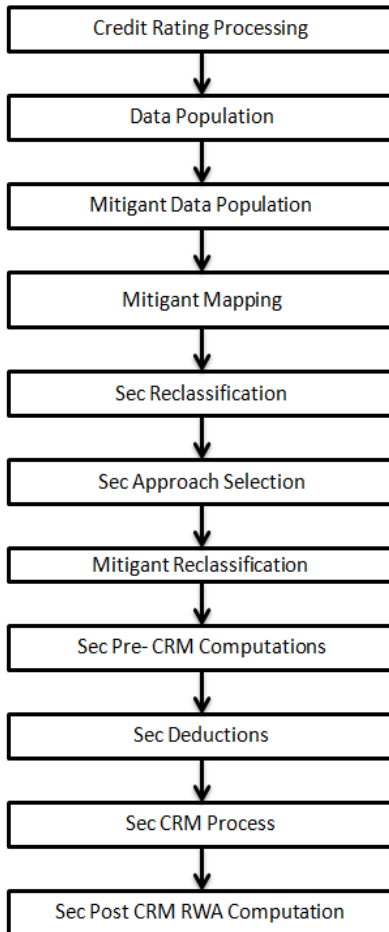 Credit Rating Processing
Data Population
Mitigant Data Population
Mitigant Mapping
Sec Reclassification
Sec Approach Selection
Mitigant Reclassification
Sec Pre- CRM Computations
Sec Deductions
Sec CRM Process
Sec Post CRM RWA Computation